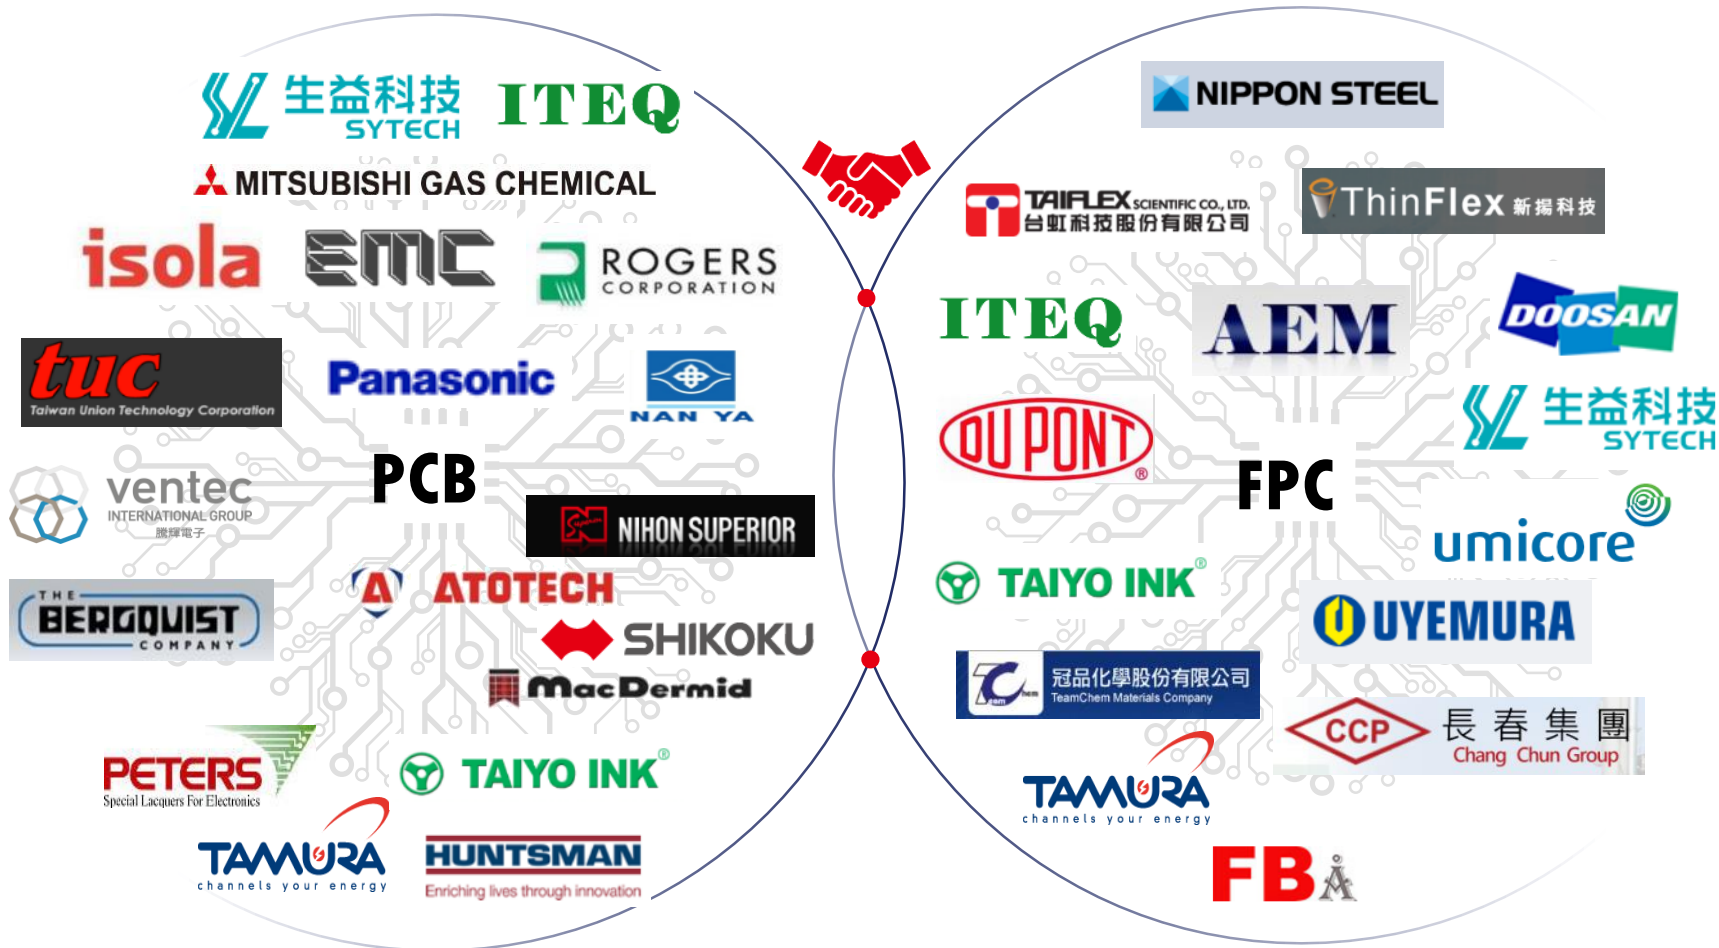 生益科技
SYTECH
ITEQ
MITSUBISHI GAS CHEMICAL
isola
EMC
ROGERS
CORPORATION
tuc
Taiwan Union Technology Corporation
Panasonic
NAN YA
PCB
ventec
INTERNATIONAL GROUP
騰輝電子
Superior
NIHON SUPERIOR
THE
BERGQUIST
COMPANY
A ATOTECH
SHIKOKU
MacDermid
PETERS
Special Lacquers For Electronics
TAIYO INK®
TAMURA
channels your energy
HUNTSMAN
Enriching lives through innovation
NIPPON STEEL
TAIFLEX SCIENTIFIC CO., LTD.
台虹科技股份有限公司
ThinFlex 新揚科技
ITEQ
AEM
DOOSAN
DUPONT®
生益科技
SYTECH
FPC
umicore
TAIYO INK®
UYEMURA
TeamChem
冠品化學股份有限公司
TeamChem Materials Company
CCP
長春集團
Chang Chun Group
TAMURA
channels your energy
FBA